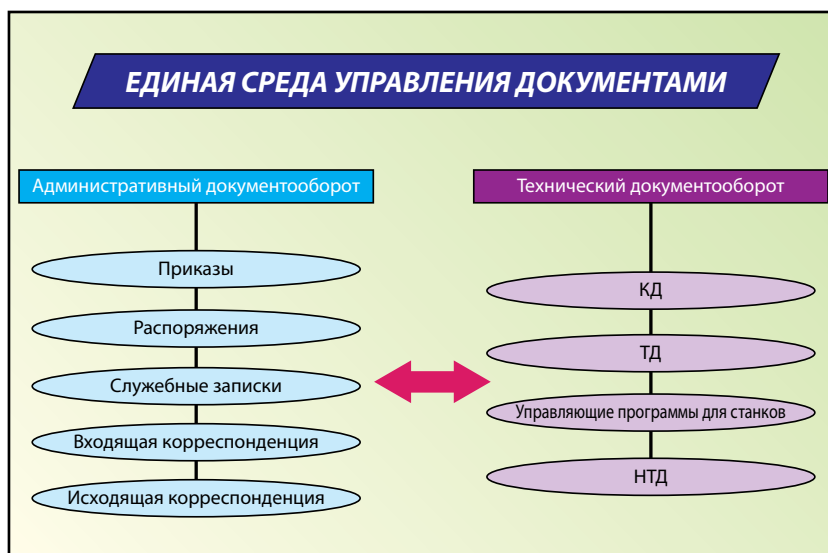 ЕДИНАЯ СРЕДА УПРАВЛЕНИЯ ДОКУМЕНТАМИ
Административный документооборот
Приказы
Распоряжения
Служебные записки
Входящая корреспонденция
Исходящая корреспонденция
Технический документооборот
КД
ТД
Управляющие программы для станков
НТД